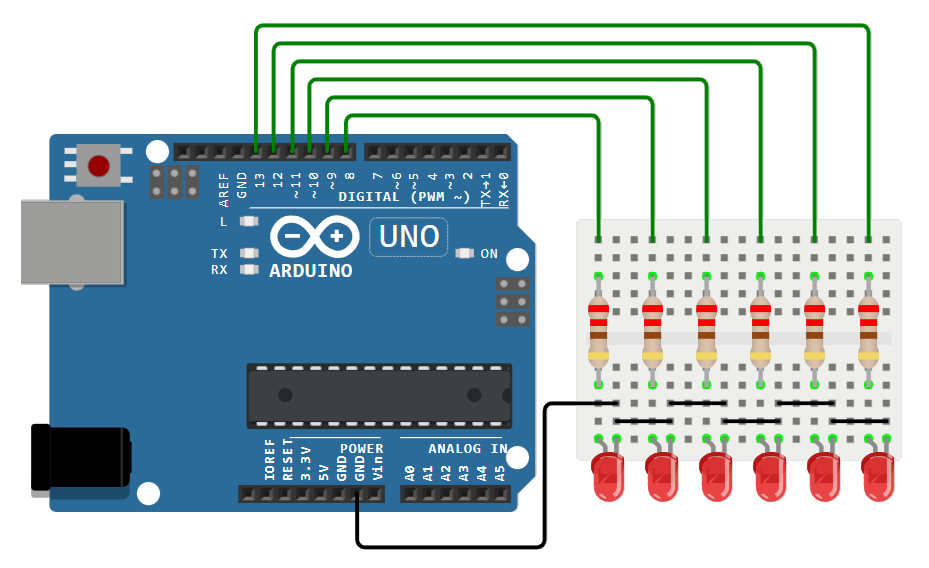 AREF
GND
13
12
~11
~10
~9
8
7
~6
~5
4
~3
2
TX→1
RX←0
DIGITAL (PWM ~)
L
TX
RX
UNO
ON
ARDUINO
POWER
ANALOG IN
IOREF
RESET
3.3V
5V
GND
GND
Vin
A0
A1
A2
A3
A4
A5